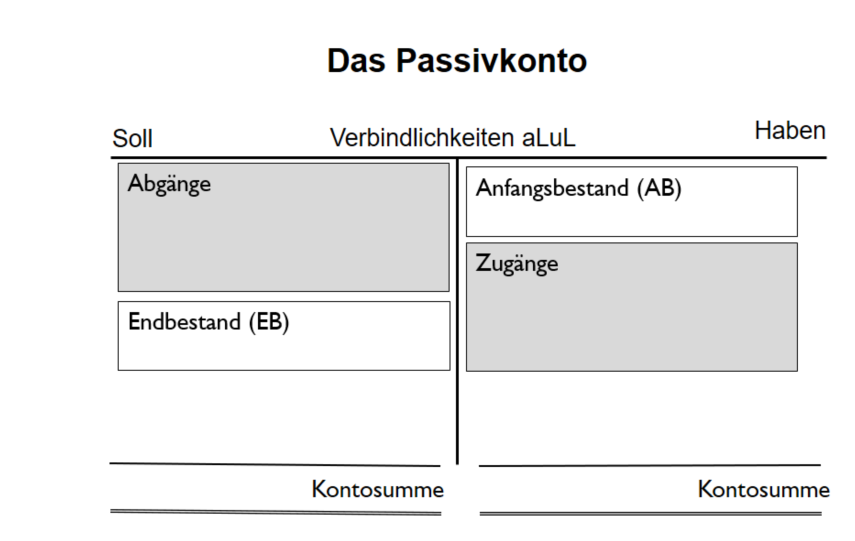 Das Passivkonto
Soll Verbindlichkeiten aLuL Haben
Abgänge
Anfangsbestand (AB)
Zugänge
Endbestand (EB)
Kontosumme Kontosumme